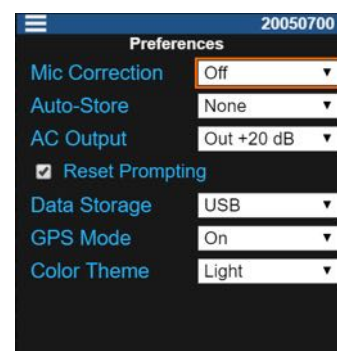 20050700
Preferences
Mic Correction Off
Auto-Store None
AC Output Out +20 dB
Reset Prompting
Data Storage USB
GPS Mode On
Color Theme Light